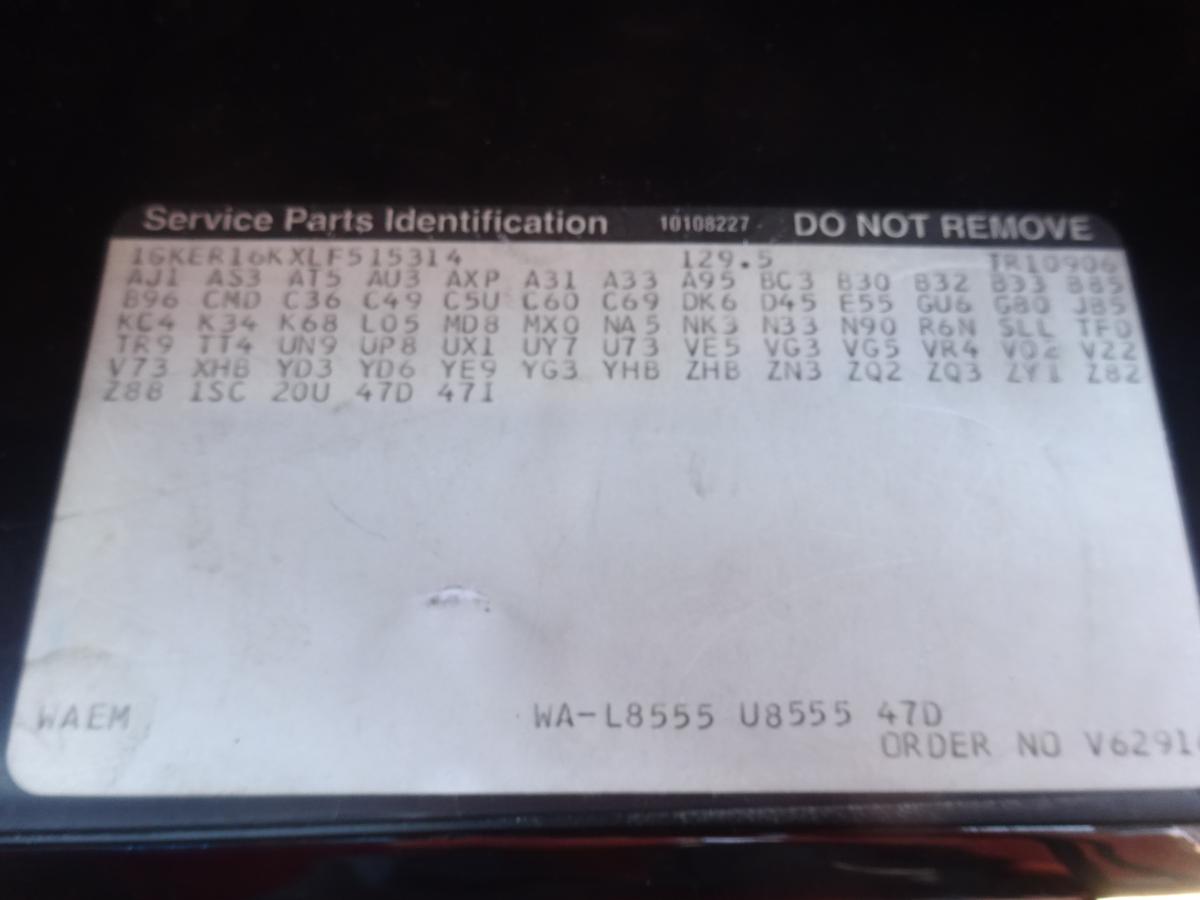 Service Parts Identification 10108227 DO NOT REMOVE
1GKER16KXLF515314 129.5 TR10906
AJ1 AS3 AT5 AU3 AXP A31 A33 A95 BC3 B30 B32 B33 B85
B96 CMD C36 C49 C5U C60 C69 DK6 D45 E55 GU6 G80 JB5
KC4 K34 K68 L05 MD8 MX0 NA5 NK3 N33 N90 R6N SLL TFO
TR9 TT4 UN9 UP8 UX1 UY7 U73 VE5 VG3 VG5 VR4 V02 V22
V73 XHB YD3 YD6 YE9 YG3 YHB ZHB ZN3 ZQ2 ZQ3 ZY1 Z82
Z88 1SC 20U 47D 47I
WAEM WA-L8555 U8555 47D
ORDER NO V6291